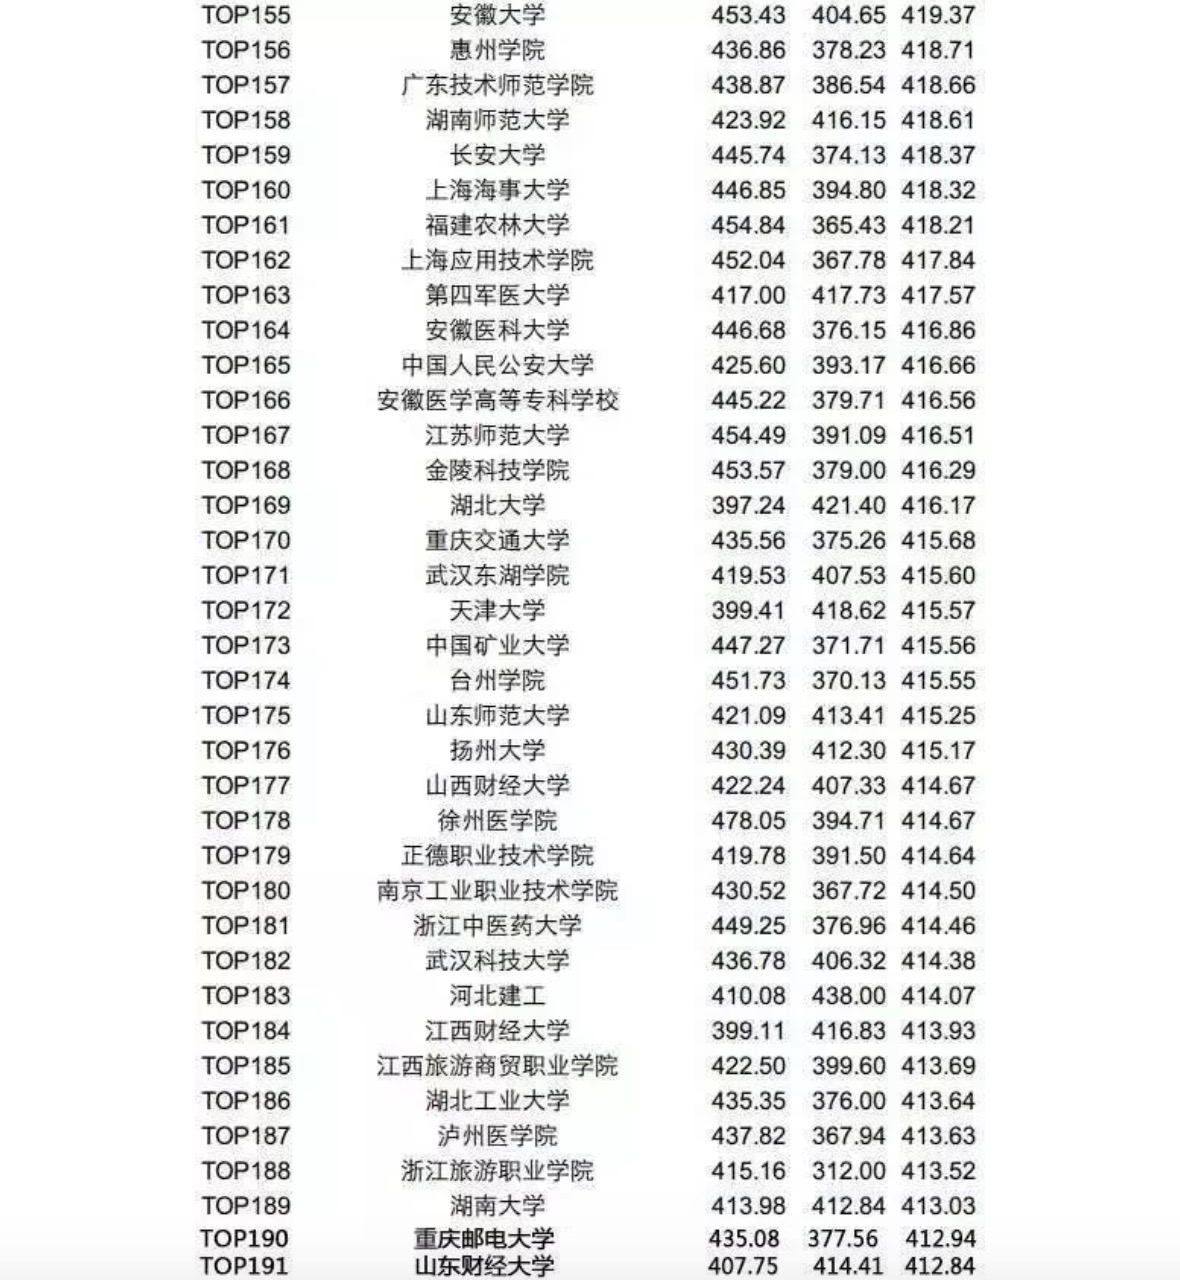 TOP155 安徽大学 453.43 404.65 419.37
TOP156 惠州学院 436.86 378.23 418.71
TOP157 广东技术师范学院 438.87 386.54 418.66
TOP158 湖南师范大学 423.92 416.15 418.61
TOP159 长安大学 445.74 374.13 418.37
TOP160 上海海事大学 446.85 394.80 418.32
TOP161 福建农林大学 454.84 365.43 418.21
TOP162 上海应用技术学院 452.04 367.78 417.84
TOP163 第四军医大学 417.00 417.73 417.57
TOP164 安徽医科大学 446.68 376.15 416.86
TOP165 中国人民公安大学 425.60 393.17 416.66
TOP166 安徽医学高等专科学校 445.22 379.71 416.56
TOP167 江苏师范大学 454.49 391.09 416.51
TOP168 金陵科技学院 453.57 379.00 416.29
TOP169 湖北大学 397.24 421.40 416.17
TOP170 重庆交通大学 435.56 375.26 415.68
TOP171 武汉东湖学院 419.53 407.53 415.60
TOP172 天津大学 399.41 418.62 415.57
TOP173 中国矿业大学 447.27 371.71 415.56
TOP174 台州学院 451.73 370.13 415.55
TOP175 山东师范大学 421.09 413.41 415.25
TOP176 扬州大学 430.39 412.30 415.17
TOP177 山西财经大学 422.24 407.33 414.67
TOP178 徐州医学院 478.05 394.71 414.67
TOP179 正德职业技术学院 419.78 391.50 414.64
TOP180 南京工业职业技术学院 430.52 367.72 414.50
TOP181 浙江中医药大学 449.25 376.96 414.46
TOP182 武汉科技大学 436.78 406.32 414.38
TOP183 河北建工 410.08 438.00 414.07
TOP184 江西财经大学 399.11 416.83 413.93
TOP185 江西旅游商贸职业学院 422.50 399.60 413.69
TOP186 湖北工业大学 435.35 376.00 413.64
TOP187 泸州医学院 437.82 367.94 413.63
TOP188 浙江旅游职业学院 415.16 312.00 413.52
TOP189 湖南大学 413.98 412.84 413.03
TOP190 重庆邮电大学 435.08 377.56 412.94
TOP191 山东财经大学 407.75 414.41 412.84